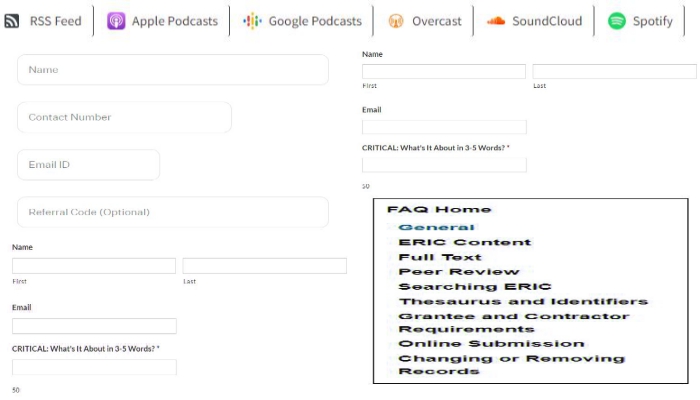 RSS Feed Apple Podcasts Google Podcasts Overcast SoundCloud Spotify
Name
Contact Number
Email ID
Referral Code (Optional)
Name
First Last
Email
CRITICAL: What's It About in 3-5 Words? *
50
Name
First Last
Email
CRITICAL: What's It About in 3-5 Words? *
50
FAQ Home
General
ERIC Content
Full Text
Peer Review
Searching ERIC
Thesaurus and Identifiers
Grantee and Contractor
Requirements
Online Submission
Changing or Removing
Records